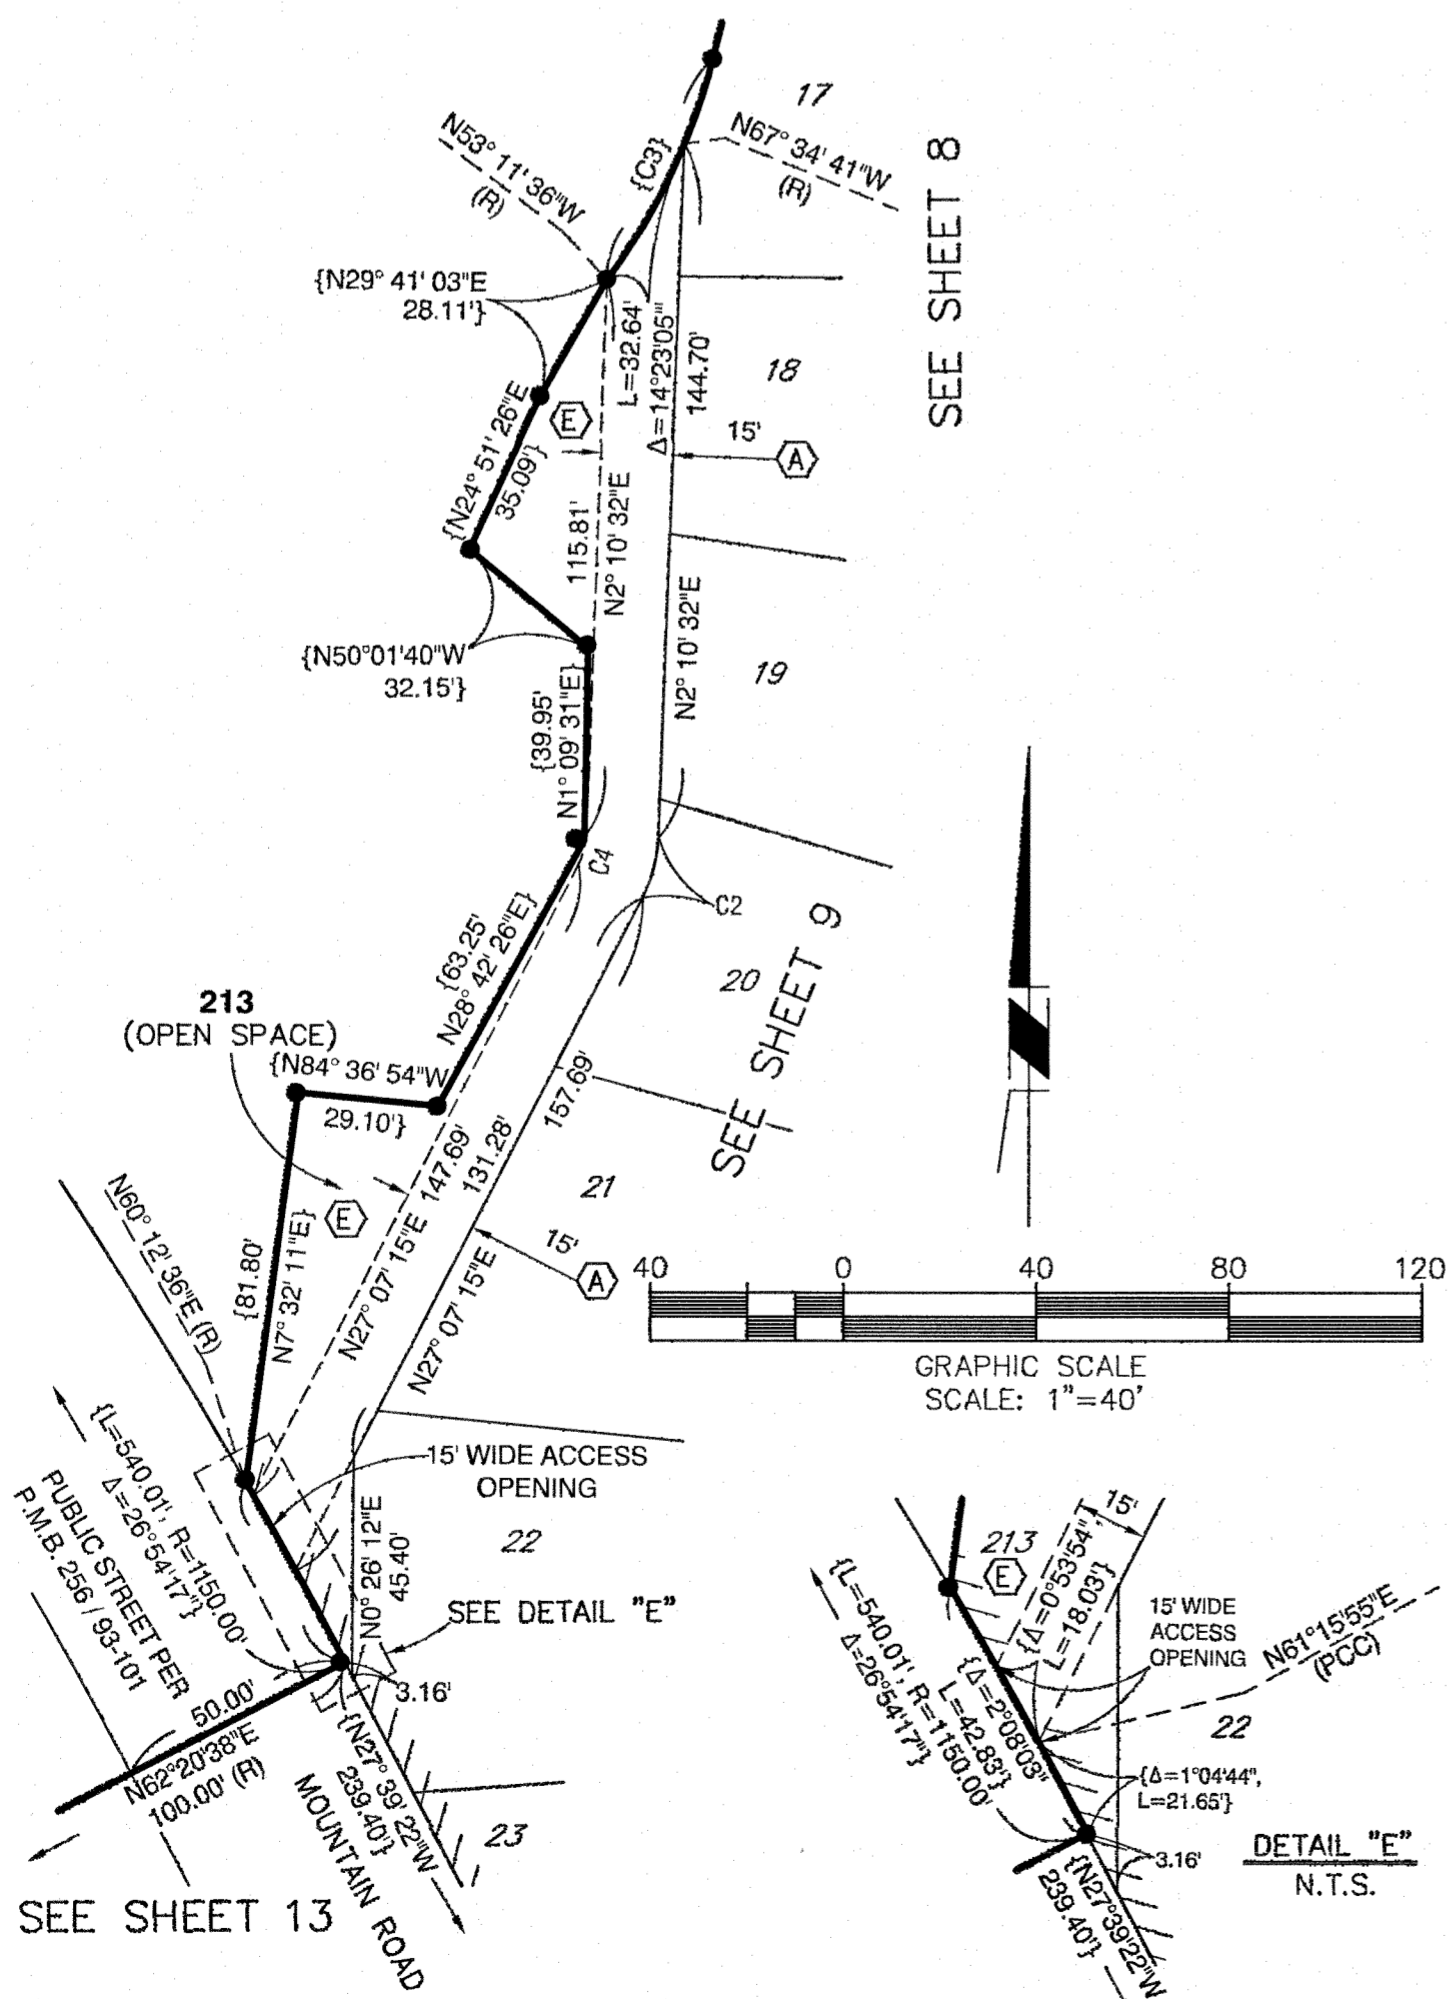 17
N53° 11' 36"W
(R)
N67° 34' 41"W
(R)
{C3}
SEE SHEET 8
{N29° 41' 03"E
28.11'}
L=32.64'
Δ=14°23'05"
144.70'
18
E
15'
A
{N24° 51' 26"E
35.09'}
115.81'
N2° 10' 32"E
N2° 10' 32"E
{N50°01'40"W
32.15'}
19
{39.95'
N1° 09' 31"E}
C4
C2
{63.25'
N28° 42' 26"E}
20
SEE SHEET 9
213
(OPEN SPACE)
{N84° 36' 54"W
29.10'}
157.69'
147.69'
131.28'
21
N60° 12' 36"E (R)
E
{81.80'
N7° 32' 11"E}
N27° 07' 15"E
N27° 07' 15"E
15'
A
40 0 40 80 120
GRAPHIC SCALE
SCALE: 1"=40'
{L=540.01', R=1150.00'
Δ=26°54'17"}
PUBLIC STREET PER
P.M.B. 256 / 93-101
15' WIDE ACCESS
OPENING
N0° 26' 12"E
45.40'
22
SEE DETAIL "E"
3.16'
50.00'
N62°20'38"E
100.00' (R)
{N27° 39' 22"W
239.40'}
MOUNTAIN ROAD
23
SEE SHEET 13
213
E
15'
{Δ=0°53'54",
L=18.03'}
15' WIDE
ACCESS
OPENING
N61°15'55"E
(PCC)
{L=540.01', R=1150.00'
Δ=26°54'17"}
{Δ=2°08'03"
L=42.83'}
22
{Δ=1°04'44",
L=21.65'}
3.16'
{N27°39'22"W
239.40'}
DETAIL "E"
N.T.S.